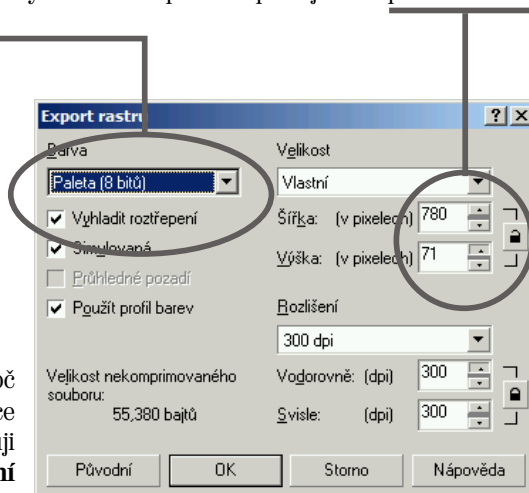 Export rastru
Barva
Velikost
Paleta (8 bitů)
Vlastní
Vyhladit roztřepení
Šířka: (v pixelech) 780
Simulovaná
Výška: (v pixelech) 71
Průhledné pozadí
Použít profil barev
Rozlišení
300 dpi
Velikost nekomprimovaného
souboru:
55,380 bajtů
Vodorovně: (dpi) 300
Svisle: (dpi) 300
Původní OK Storno Nápověda